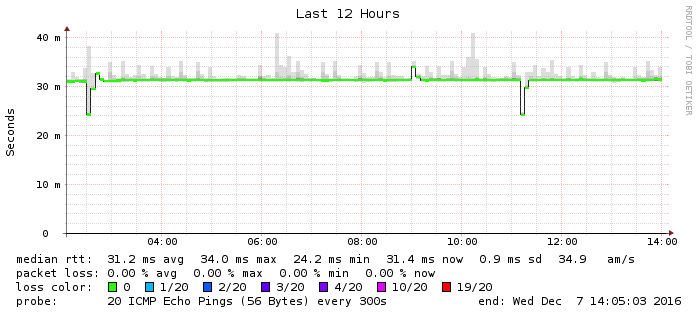 Last 12 Hours
RRDTOOL / TOBI OETIKER
Seconds
40 m
30 m
20 m
10 m
0
04:00 06:00 08:00 10:00 12:00 14:00
median rtt: 31.2 ms avg 34.0 ms max 24.2 ms min 31.4 ms now 0.9 ms sd 34.9 am/s
packet loss: 0.00 % avg 0.00 % max 0.00 % min 0.00 % now
loss color: 0 1/20 2/20 3/20 4/20 10/20 19/20
probe: 20 ICMP Echo Pings (56 Bytes) every 300s end: Wed Dec 7 14:05:03 2016